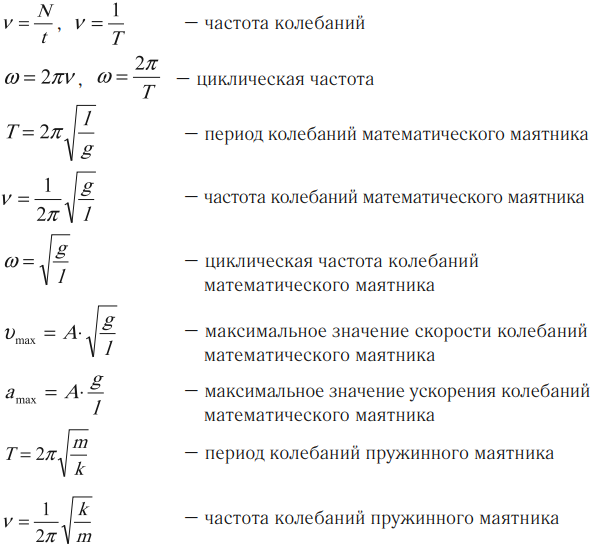 ν = N/t, ν = 1/T — частота колебаний
ω = 2πν, ω = 2π/T — циклическая частота
T = 2π√(l/g) — период колебаний математического маятника
ν = 1/2π √(g/l) — частота колебаний математического маятника
ω = √(g/l) — циклическая частота колебаний
математического маятника
υmax = A·√(g/l) — максимальное значение скорости колебаний
математического маятника
amax = A·g/l — максимальное значение ускорения колебаний
математического маятника
T = 2π√(m/k) — период колебаний пружинного маятника
ν = 1/2π √(k/m) — частота колебаний пружинного маятника